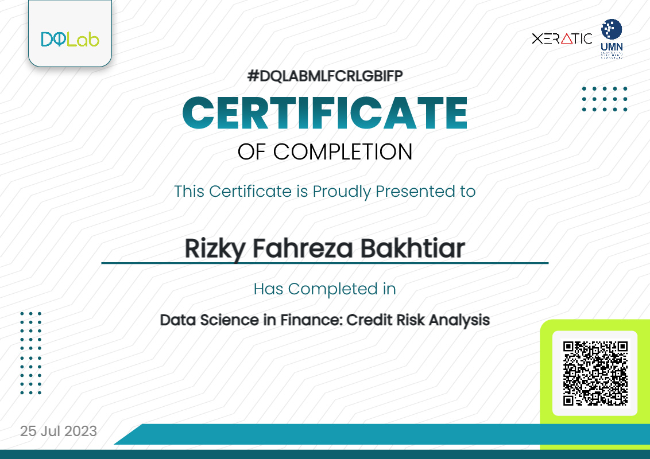 DQLab
XERATIC
UMN
#DQLABMLFCRLGBIFP
CERTIFICATE
OF COMPLETION
This Certificate is Proudly Presented to
Rizky Fahreza Bakhtiar
Has Completed in
Data Science in Finance: Credit Risk Analysis
25 Jul 2023